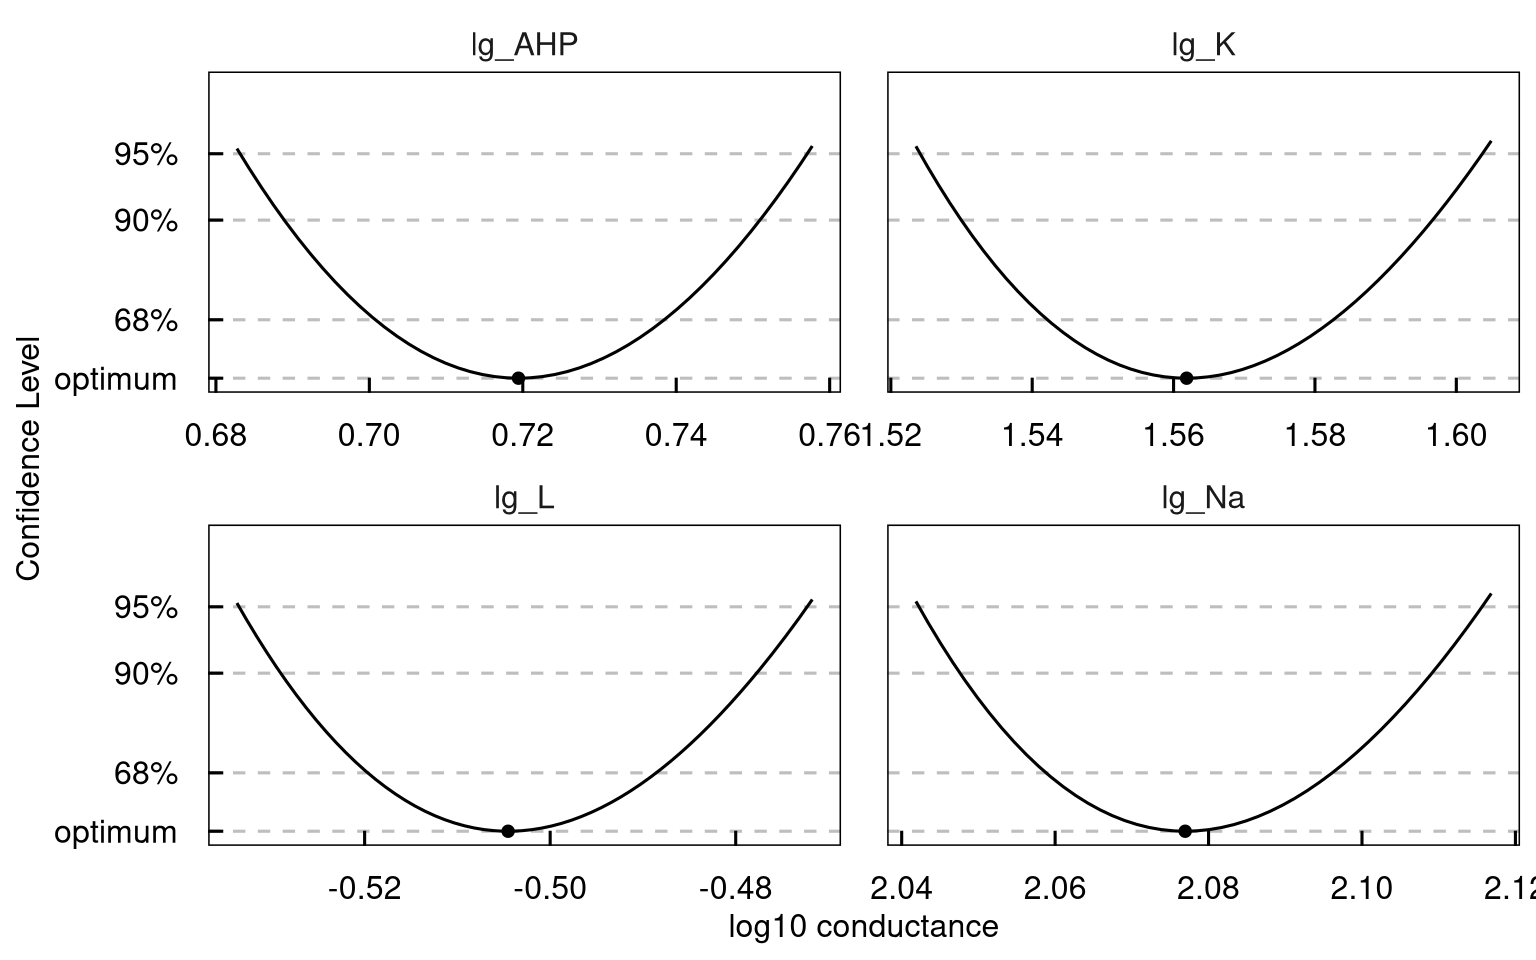 lg_AHP
lg_K
95%
90%
68%
optimum
0.68 0.70 0.72 0.74 0.76
1.52 1.54 1.56 1.58 1.60
Confidence Level
lg_L
lg_Na
95%
90%
68%
optimum
-0.52 -0.50 -0.48
2.04 2.06 2.08 2.10 2.12
log10 conductance